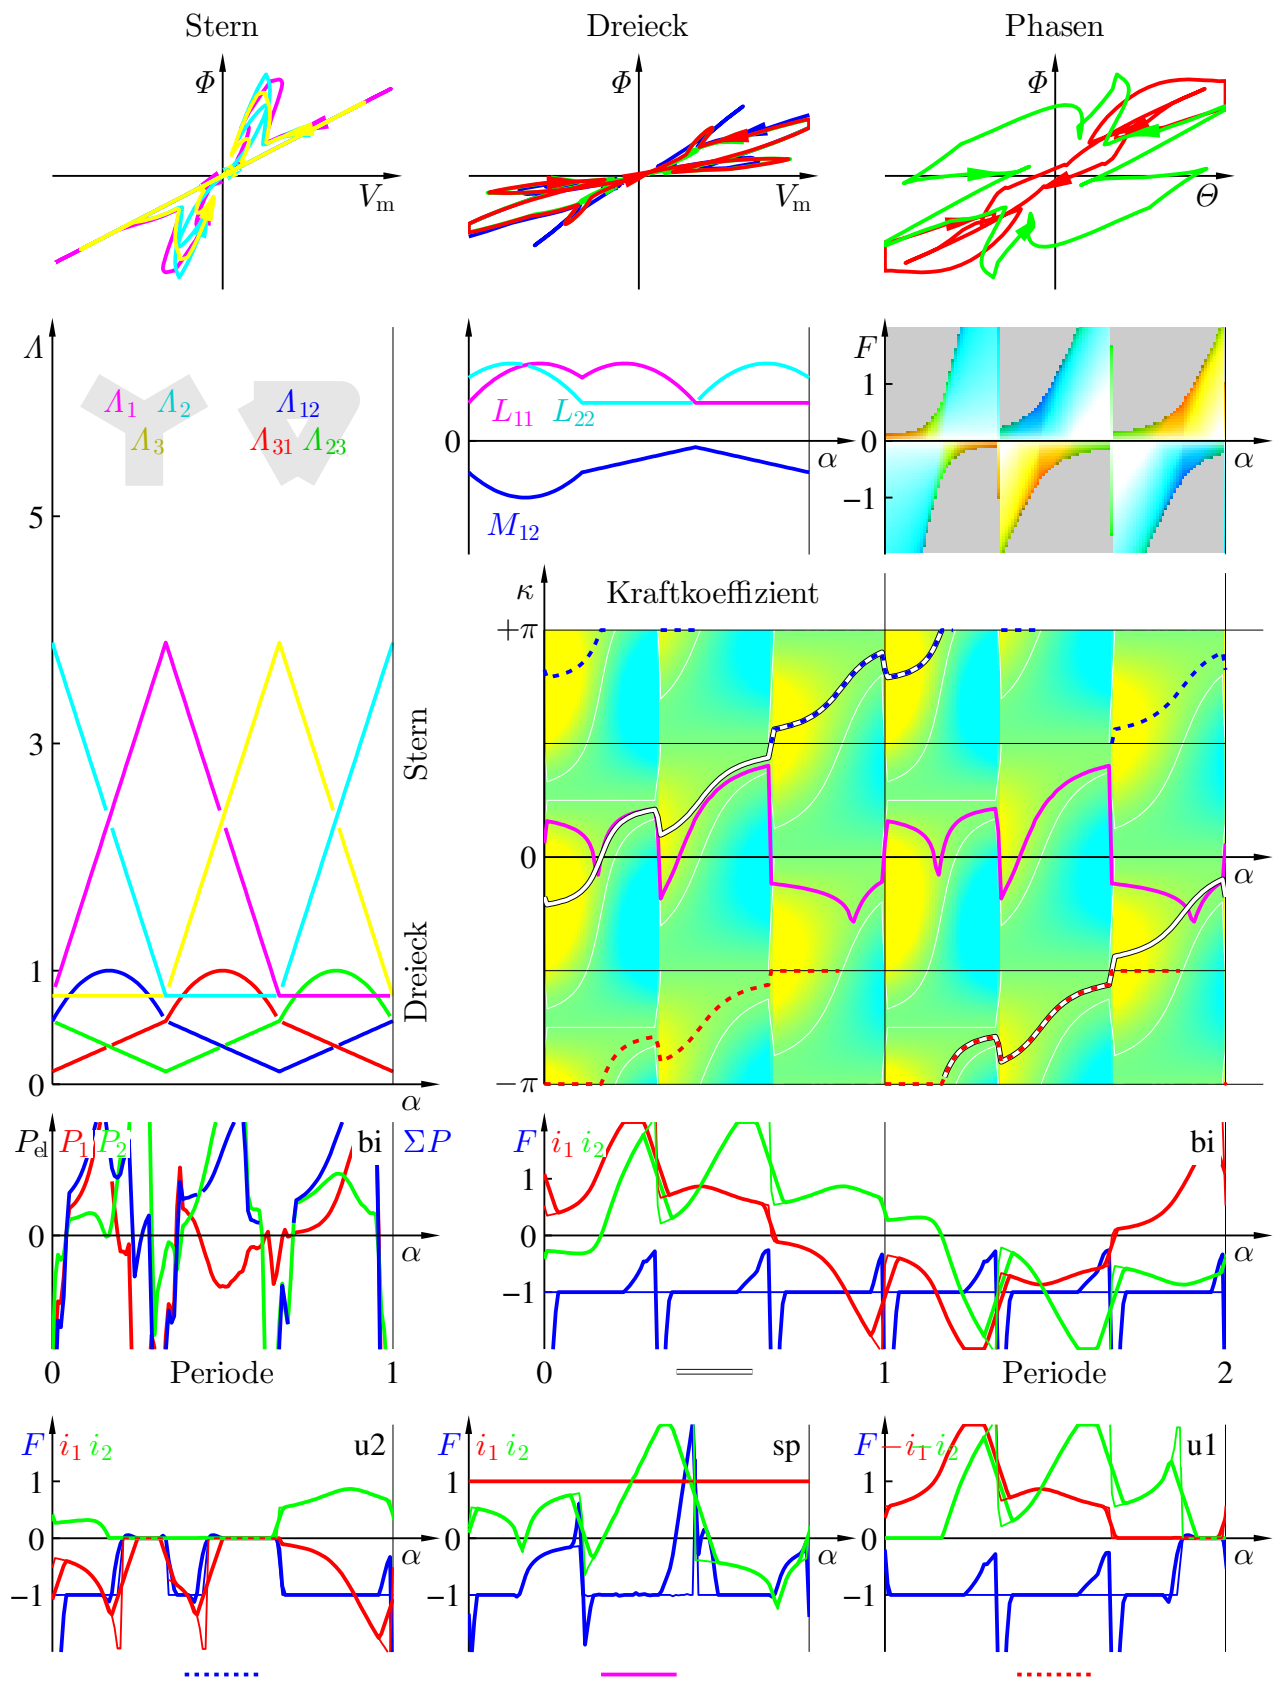 Stern Dreieck Phasen
Φ Φ Φ
V_m V_m Θ
Λ F
Λ₁ Λ₂ Λ₁₂ 1
Λ₃ Λ₃₁ Λ₂₃ L₁₁ L₂₂
0 α 0 α
5 M₁₂ −1
κ Kraftkoeffizient
+π
3 Stern
0 α
1 Dreieck
0 −π
α
P_el P₁ P₂ bi ΣP F i₁ i₂ bi
1
0 α 0 α
−1
0 Periode 1 0 1 Periode 2
F i₁ i₂ u2 F i₁ i₂ sp F −i₁ −i₂ u1
1 1 1
0 α 0 α 0 α
−1 −1 −1